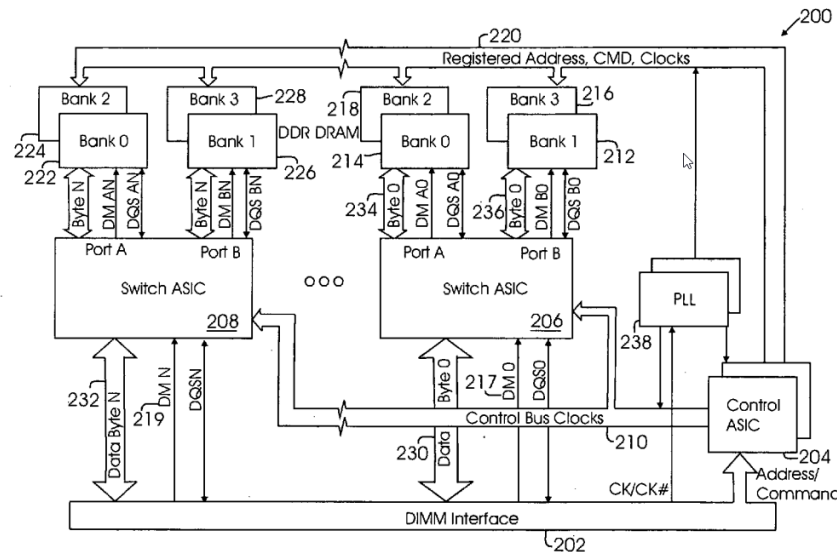 200
220
Registered Address, CMD, Clocks
Bank 2
Bank 3
228
218
Bank 2
Bank 3
216
Bank 0
Bank 1
DDR DRAM
Bank 0
Bank 1
224
222
226
214
212
Byte N
DM AN
DQS AN
Byte N
DM BN
DQS BN
234
Byte 0
DM A0
DQS A0
236
Byte 0
DM B0
DQS B0
Port A
Port B
Port A
Port B
Switch ASIC
Switch ASIC
PLL
208
206
238
232
Data Byte N
219
DM N
DQSN
230
Data Byte 0
217
DM 0
DQS0
Control Bus Clocks
210
Control
ASIC
204
CK/CK#
Address/
Command
DIMM Interface
202